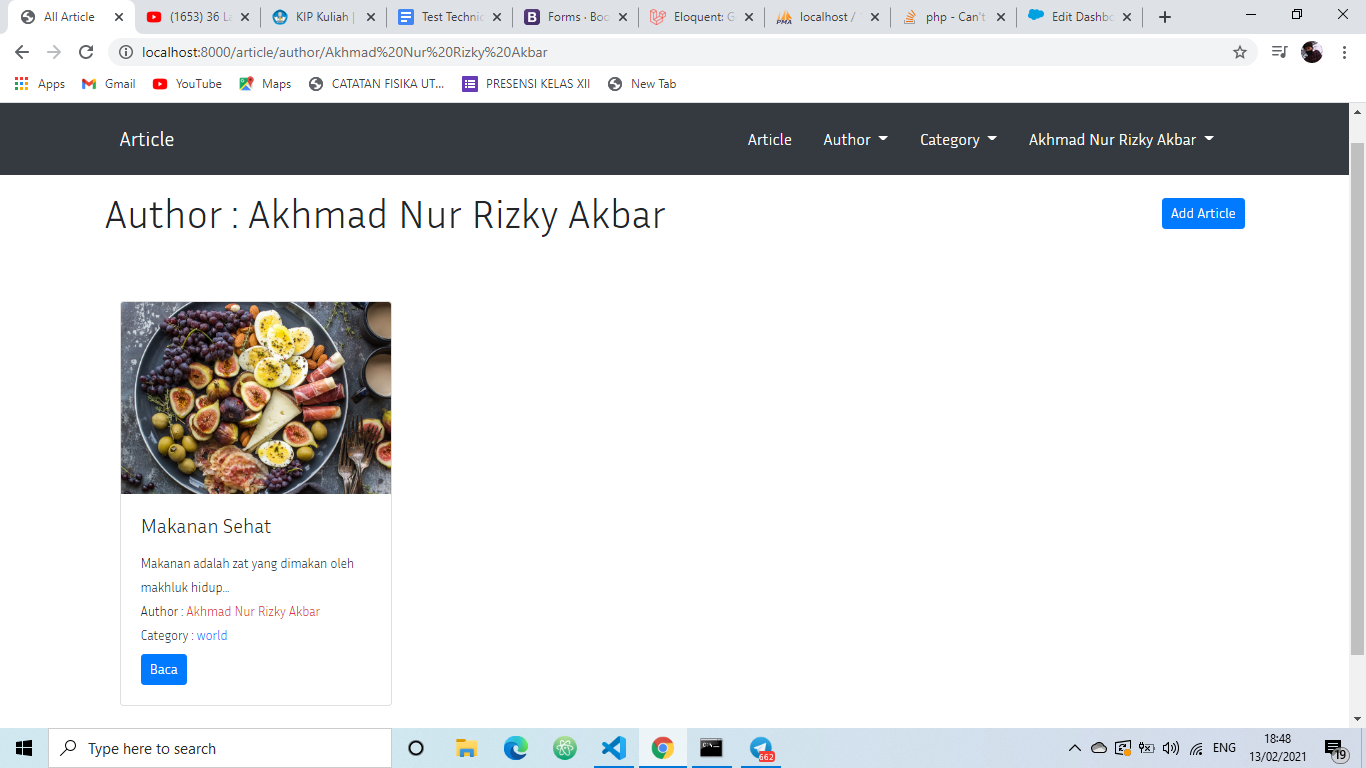 All Article
(1653) 36 La
KIP Kuliah |
Test Technic
Forms · Boo
Eloquent: G
localhost /
php - Can't
Edit Dashbo
localhost:8000/article/author/Akhmad%20Nur%20Rizky%20Akbar
Apps
Gmail
YouTube
Maps
CATATAN FISIKA UT...
PRESENSI KELAS XII
New Tab
Article
Article
Author
Category
Akhmad Nur Rizky Akbar
Author : Akhmad Nur Rizky Akbar
Add Article
Makanan Sehat
Makanan adalah zat yang dimakan oleh
makhluk hidup...
Author : Akhmad Nur Rizky Akbar
Category : world
Baca
Type here to search
662
ENG
18:48
13/02/2021
19